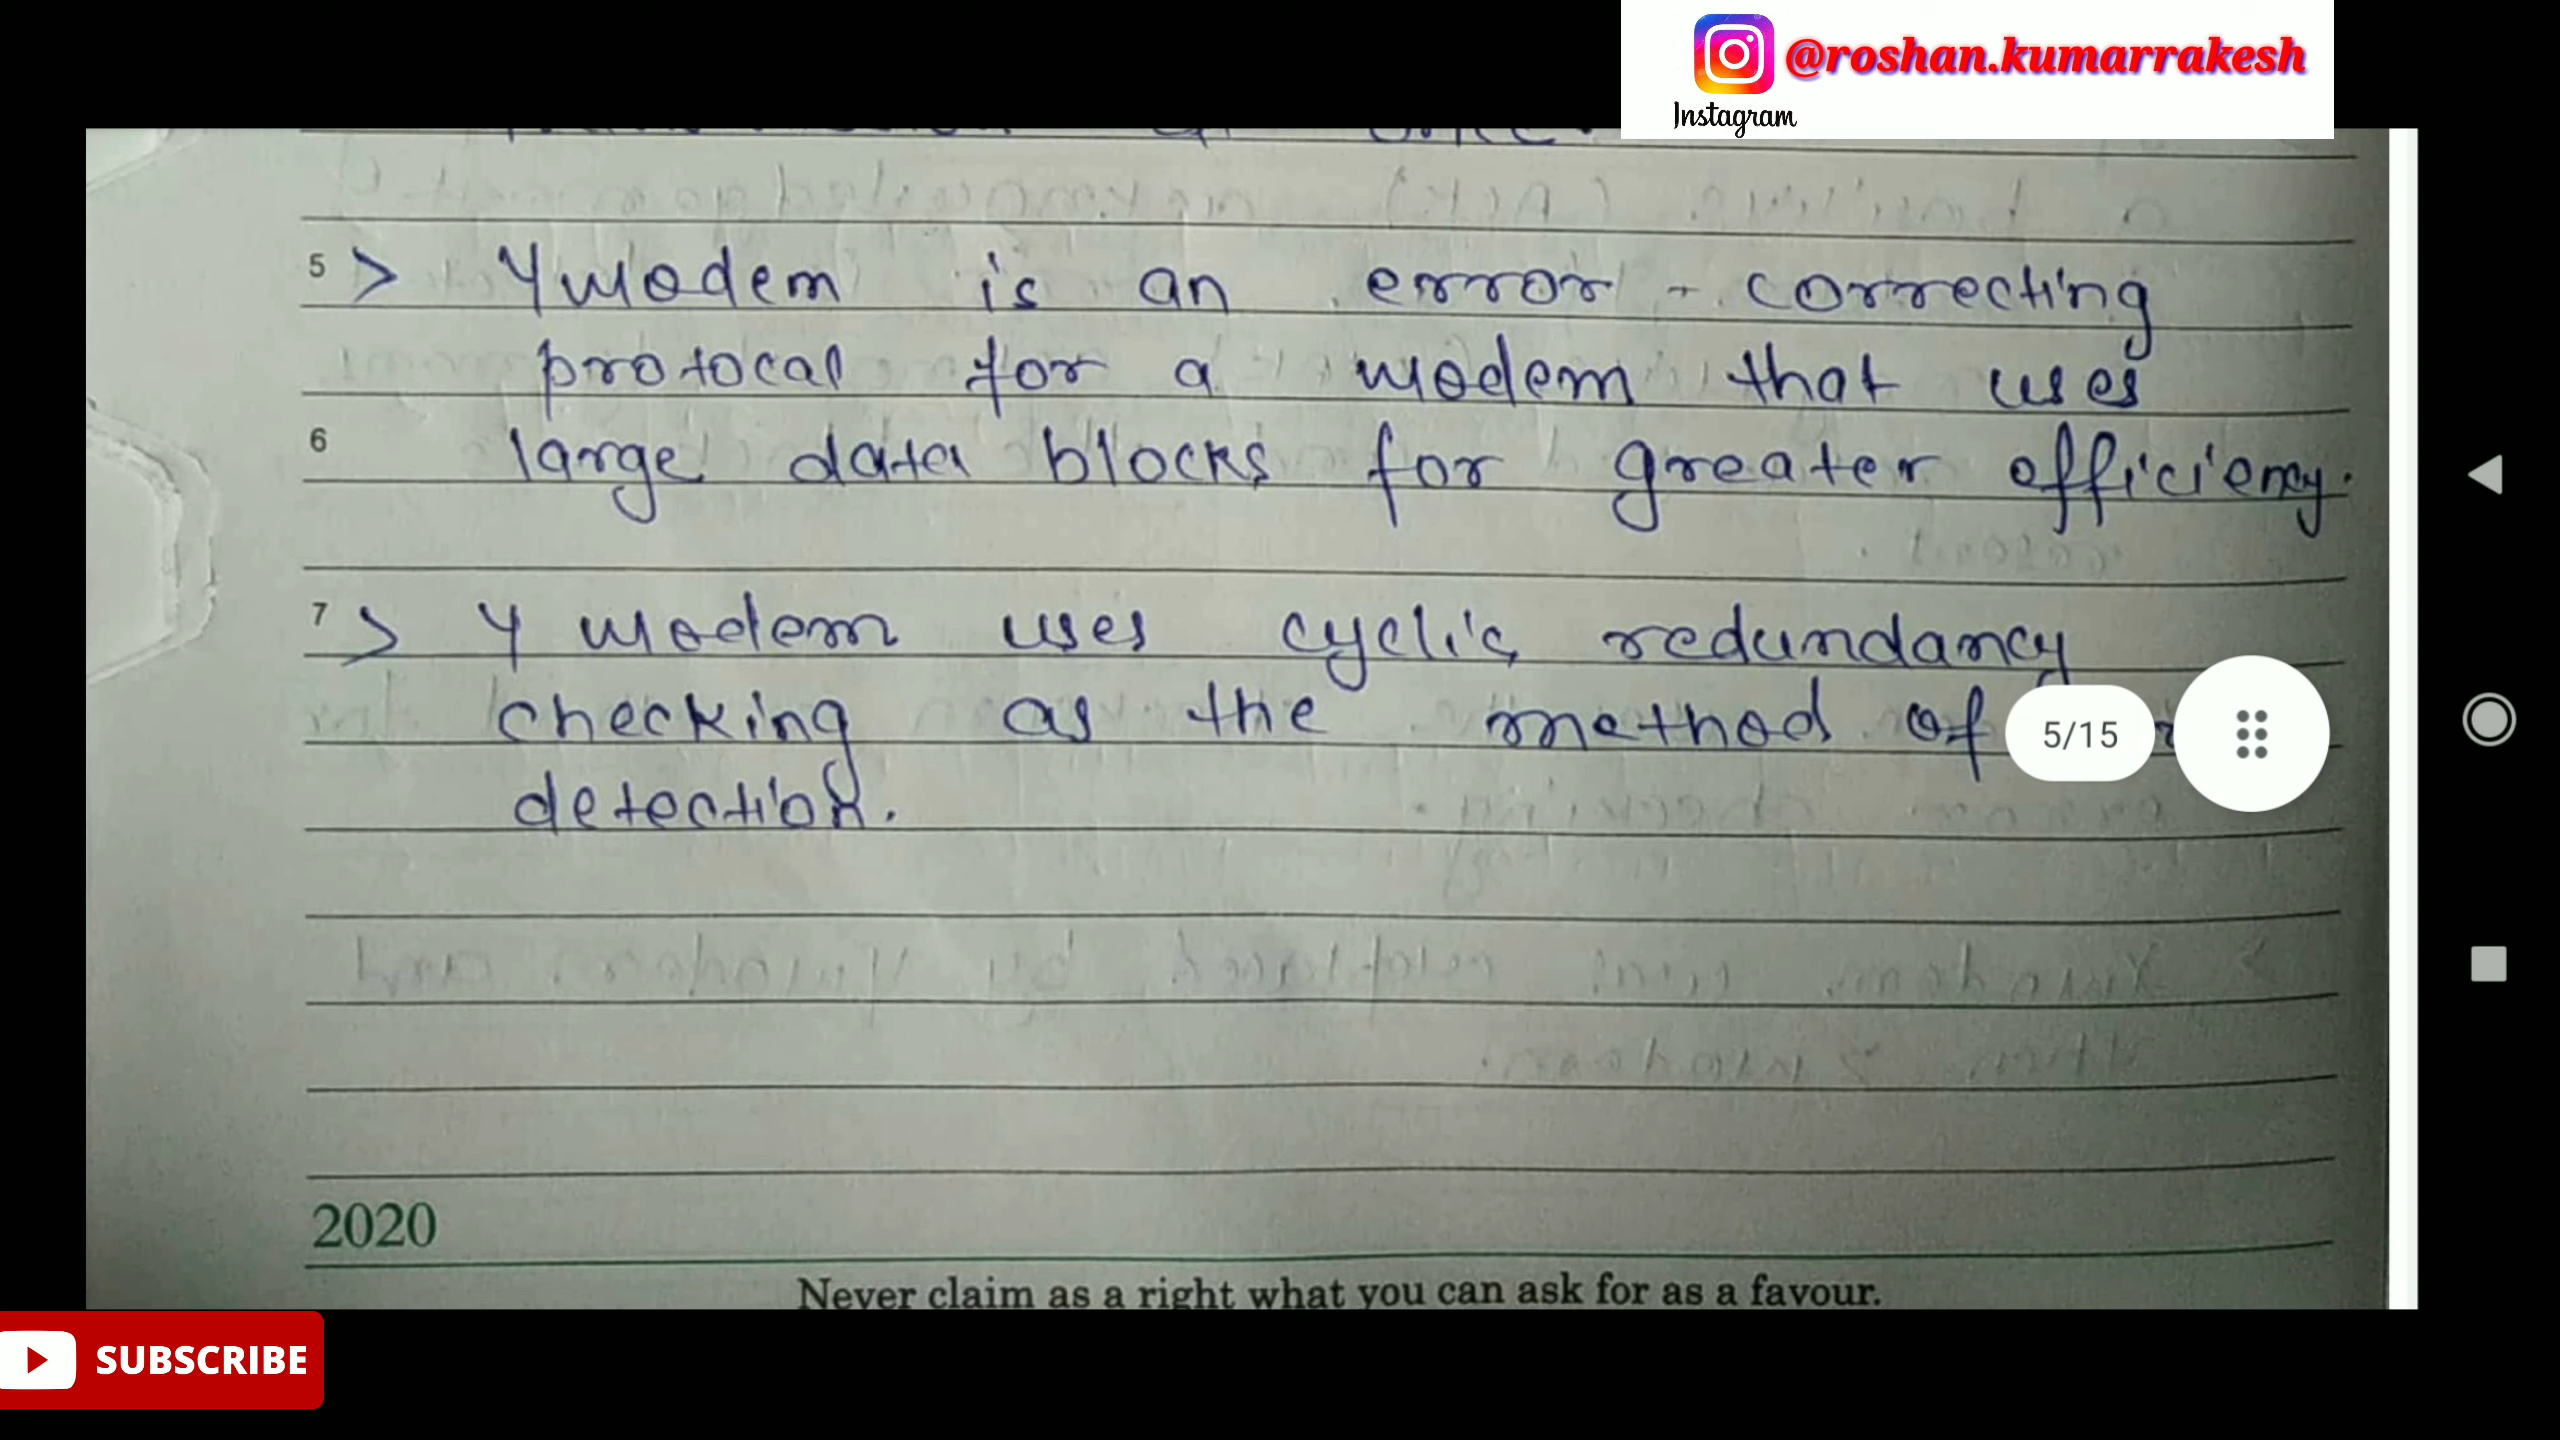 @roshan.kumarrakesh
Instagram
5 > Ymodem is an error - correcting
protocal for a modem that uses
6 large data blocks for greater efficiency.
7 > Y modem uses cyclic redundancy
checking as the method of
5/15
detection.
2020
Never claim as a right what you can ask for as a favour.
SUBSCRIBE